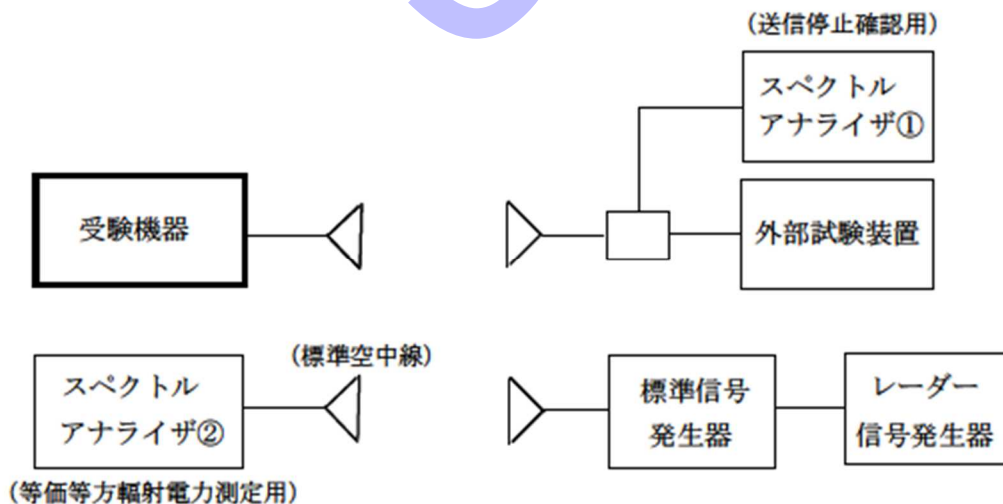 (送信停止確認用)
スペクトル
アナライザ①
受験機器
外部試験装置
(標準空中線)
スペクトル
アナライザ②
標準信号
発生器
レーダー
信号発生器
(等価等方輻射電力測定用)